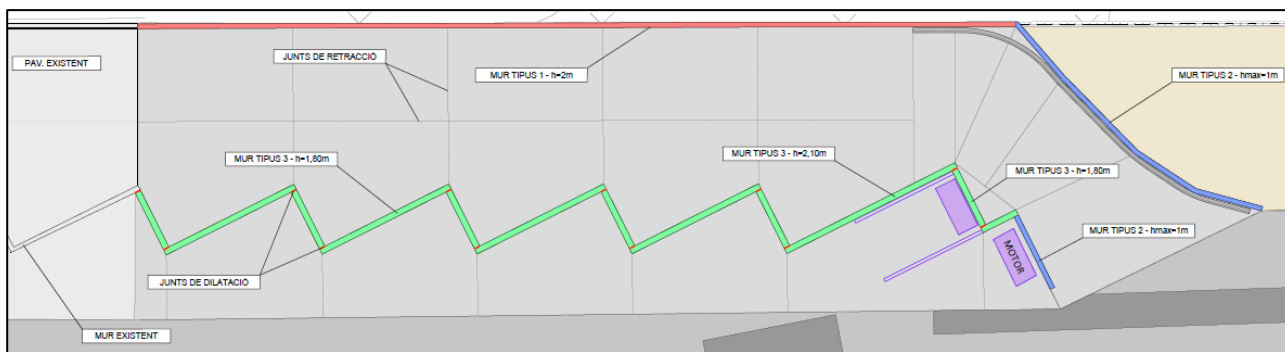 PAV. EXISTENT
JUNTS DE RETRACCIÓ
MUR TIPUS 1 - h=2m
MUR TIPUS 2 - hmax=1m
MUR TIPUS 3 - h=1,80m
MUR TIPUS 3 - h=2,10m
MUR TIPUS 3 - h=1,80m
MUR TIPUS 2 - hmax=1m
MOTOR
JUNTS DE DILATACIÓ
MUR EXISTENT